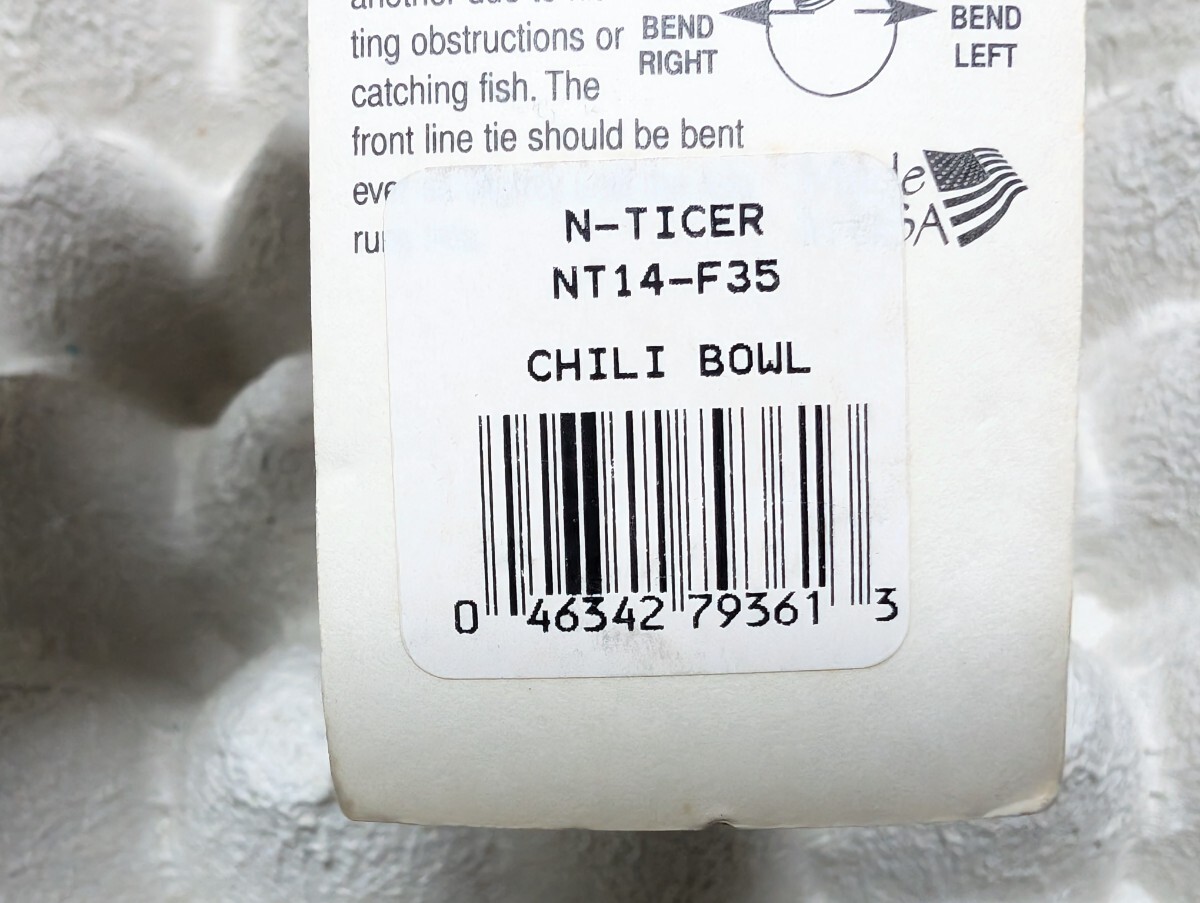 ting obstructions or
catching fish. The
front line tie should be bent
BEND
RIGHT
BEND
LEFT
N-TICER
NT14-F35
CHILI BOWL
0 46342 79361 3